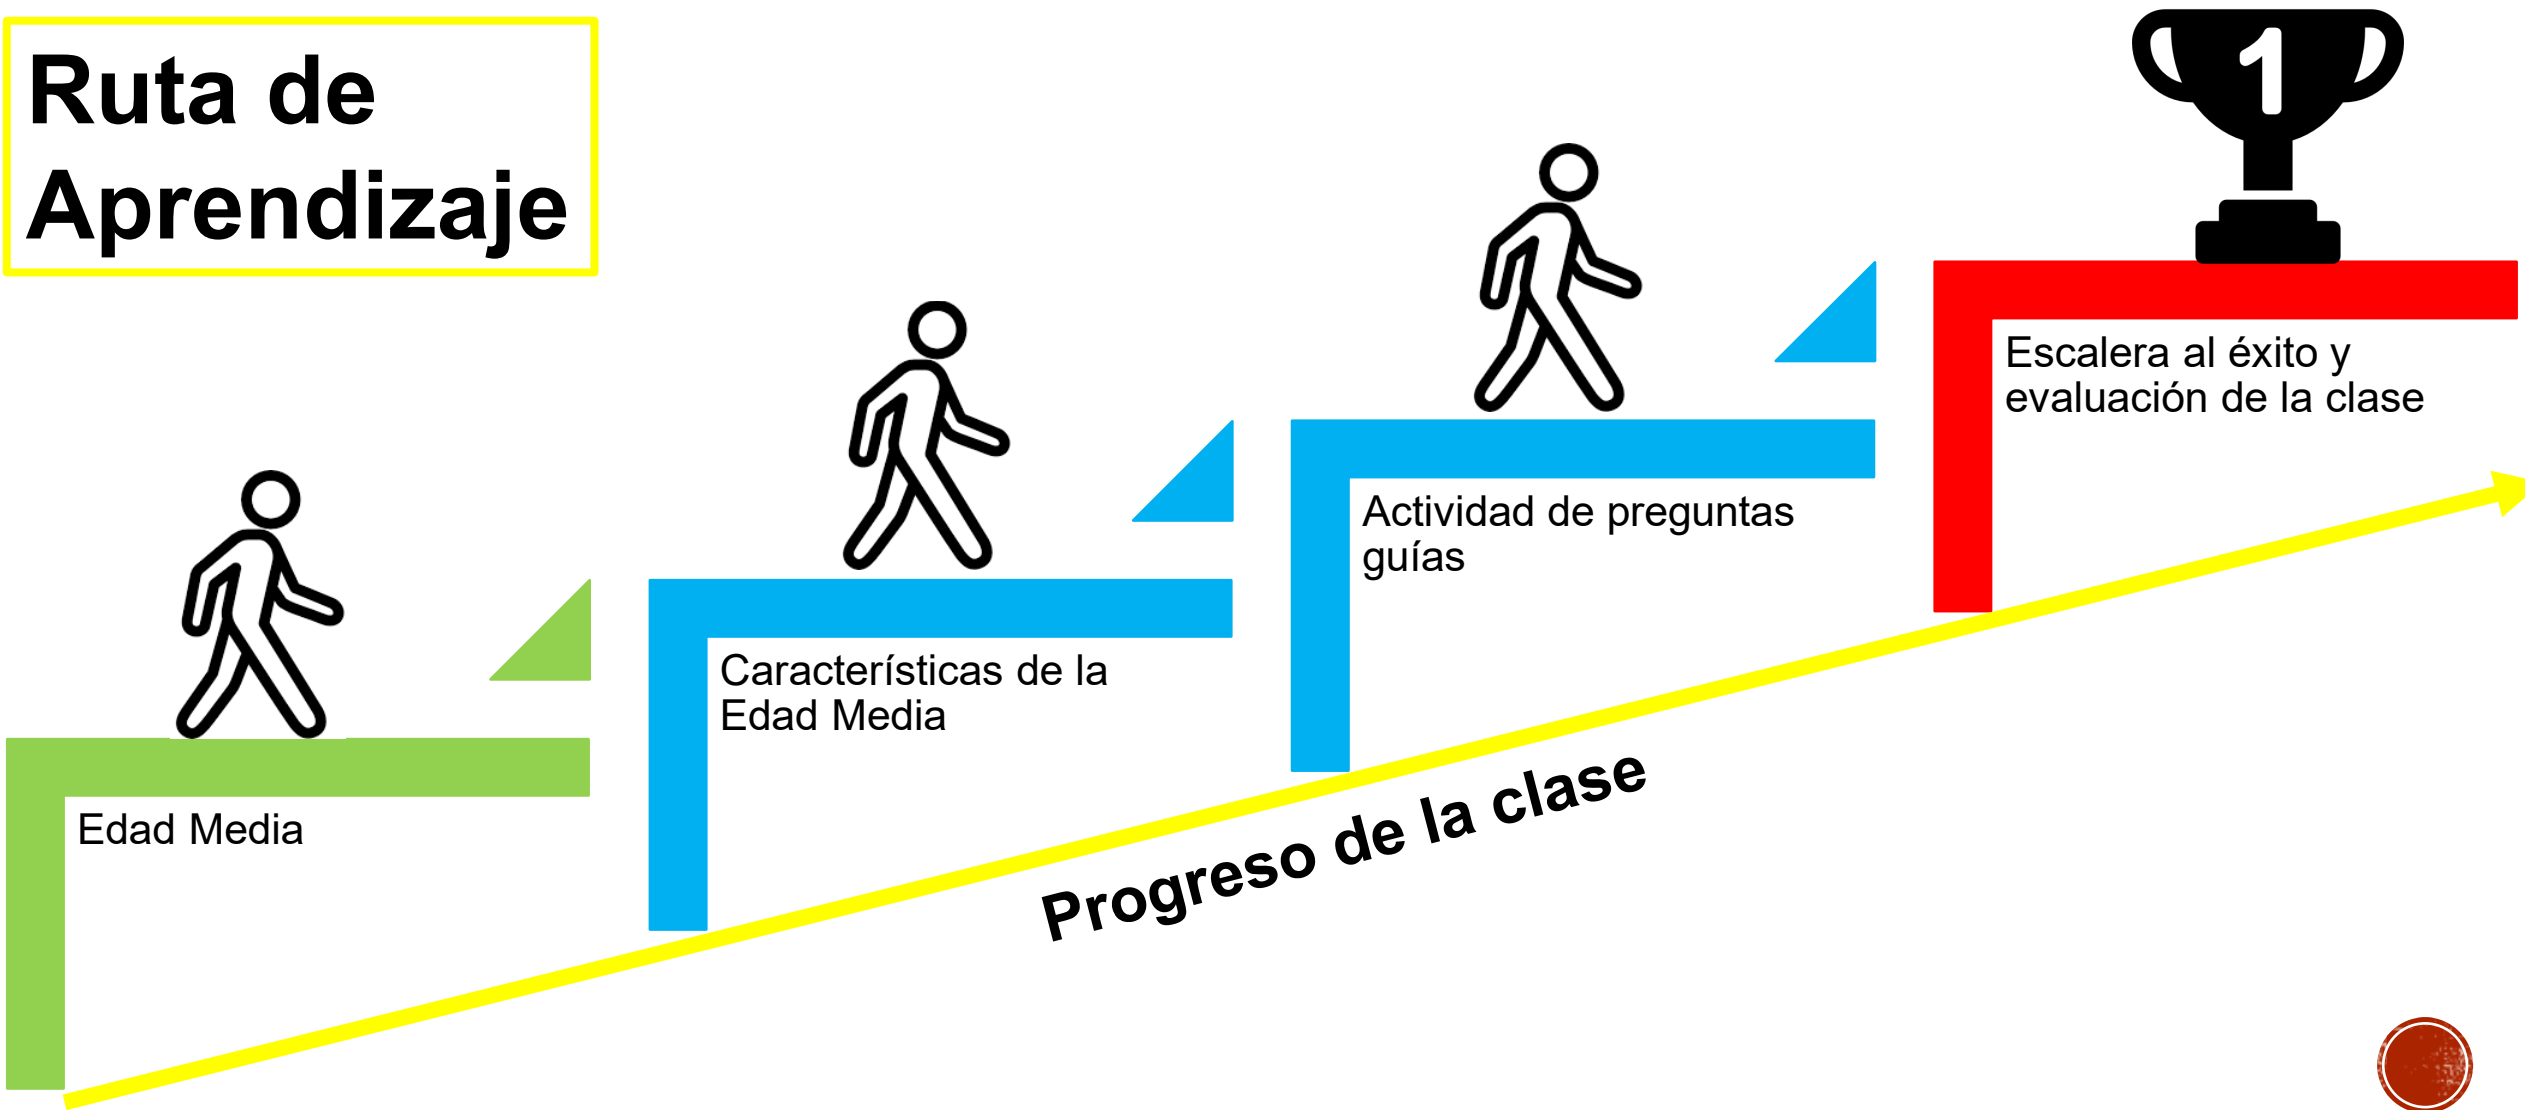 Ruta de
Aprendizaje
1
Escalera al éxito y
evaluación de la clase
Actividad de preguntas
guías
Características de la
Edad Media
Edad Media
Progreso de la clase